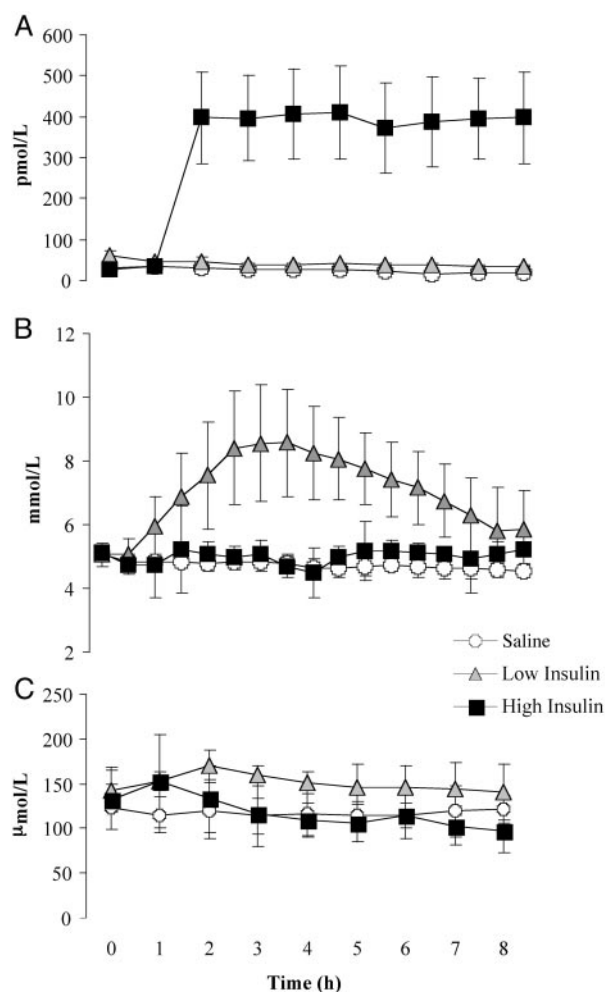 A
600
500
400
300
200
100
0
pmol/L
B
12
10
8
6
4
2
mmol/L
Saline
Low Insulin
High Insulin
C
250
200
150
100
50
0
μmol/L
0 1 2 3 4 5 6 7 8
Time (h)